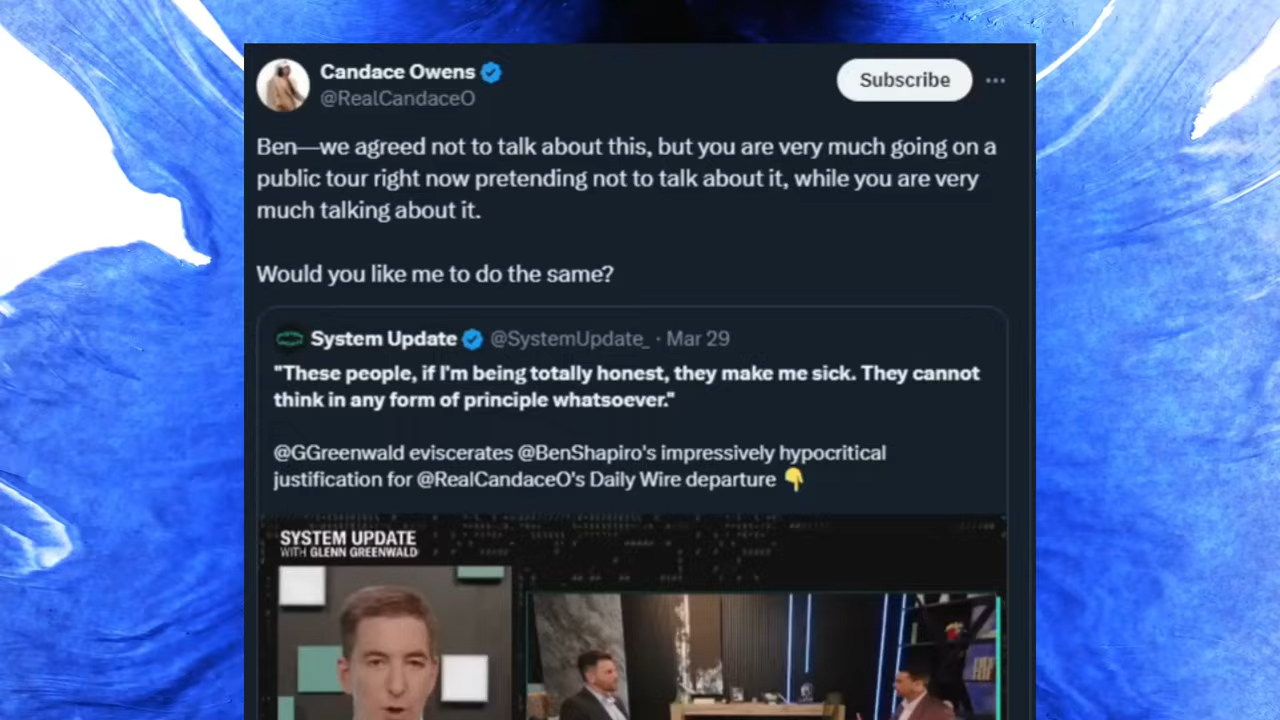 Candace Owens
@RealCandaceO
Subscribe
Ben—we agreed not to talk about this, but you are very much going on a
public tour right now pretending not to talk about it, while you are very
much talking about it.
Would you like me to do the same?
System Update @SystemUpdate_ · Mar 29
"These people, if I'm being totally honest, they make me sick. They cannot
think in any form of principle whatsoever."
@GGreenwald eviscerates @BenShapiro's impressively hypocritical
justification for @RealCandaceO's Daily Wire departure 👇
SYSTEM UPDATE
WITH GLENN GREENWALD